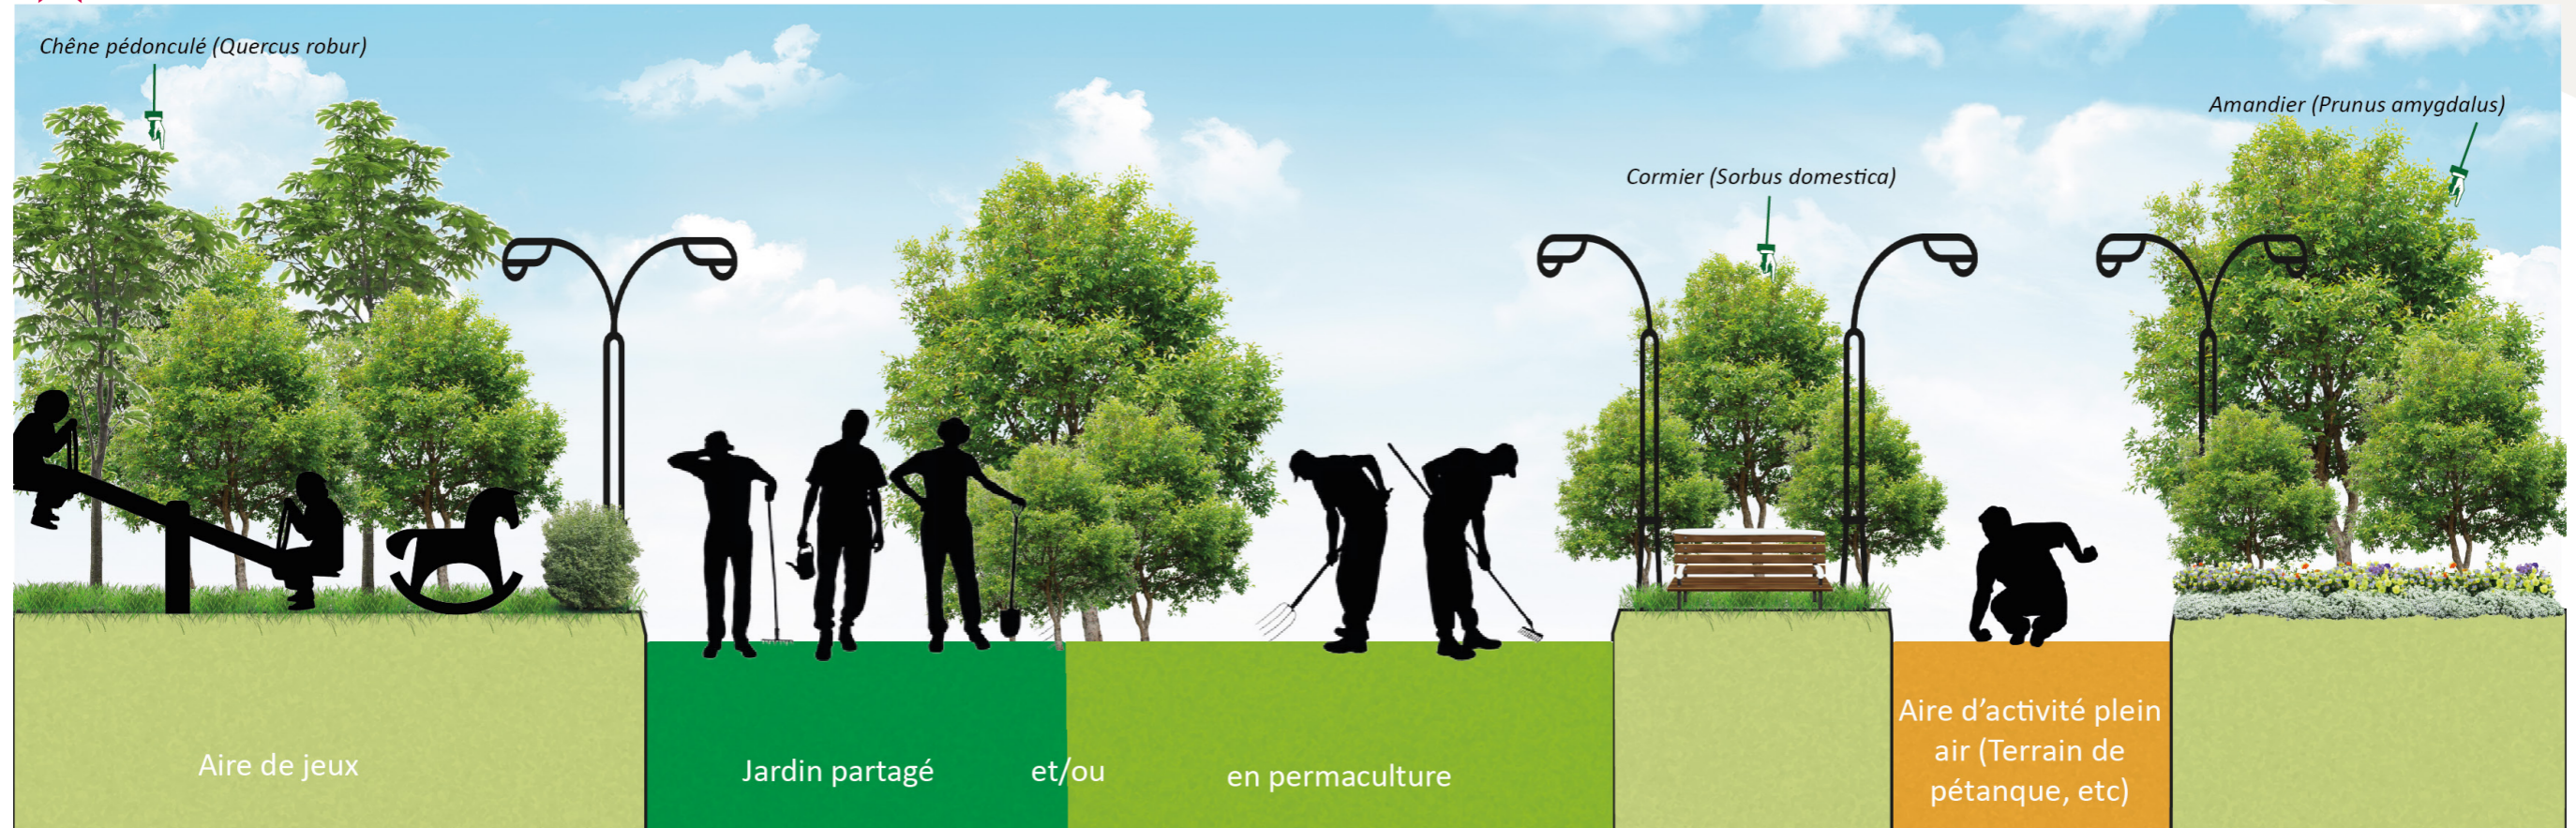 Chêne pédonculé (Quercus robur)
Amandier (Prunus amygdalus)
Cormier (Sorbus domestica)
Aire de jeux
Jardin partagé
et/ou
en permaculture
Aire d’activité plein
air (Terrain de
pétanque, etc)